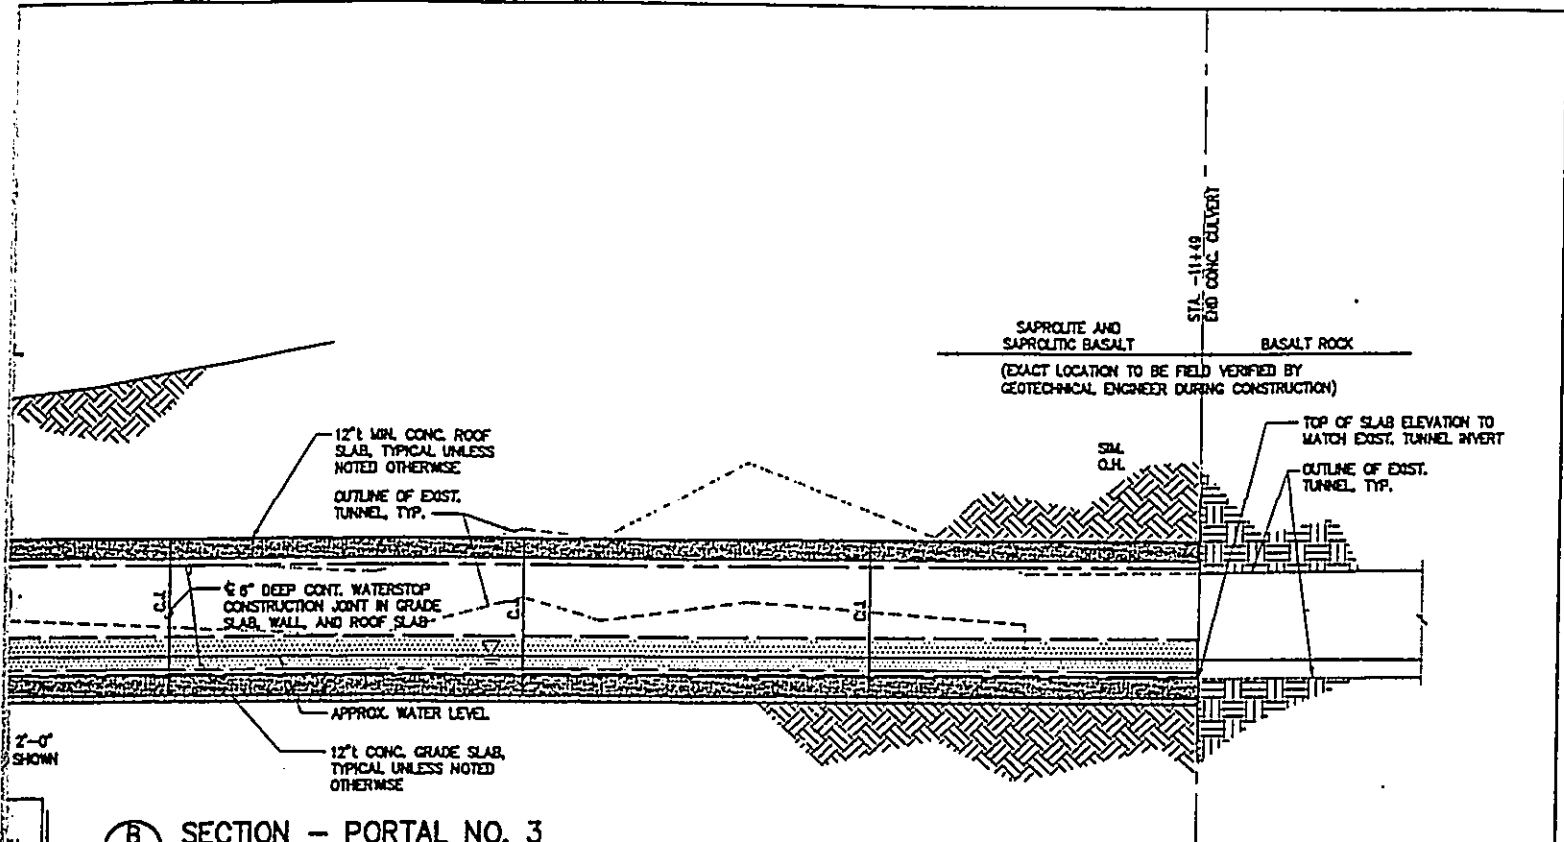 STA. -11+49
END CONC. CULVERT
SAPROLITE AND
SAPROLITIC BASALT
BASALT ROCK
(EXACT LOCATION TO BE FIELD VERIFIED BY
GEOTECHNICAL ENGINEER DURING CONSTRUCTION)
12"t MIN. CONC. ROOF
SLAB, TYPICAL UNLESS
NOTED OTHERWISE
OUTLINE OF EXIST.
TUNNEL, TYP.
SIM.
O.H.
TOP OF SLAB ELEVATION TO
MATCH EXIST. TUNNEL INVERT
OUTLINE OF EXIST.
TUNNEL, TYP.
℄ 6" DEEP CONT. WATERSTOP
CONSTRUCTION JOINT IN GRADE
SLAB, WALL, AND ROOF SLAB
C.J.
C.J.
C.J.
APPROX. WATER LEVEL
2'-0"
SHOWN
12"t CONC. GRADE SLAB,
TYPICAL UNLESS NOTED
OTHERWISE
B SECTION - PORTAL NO. 3